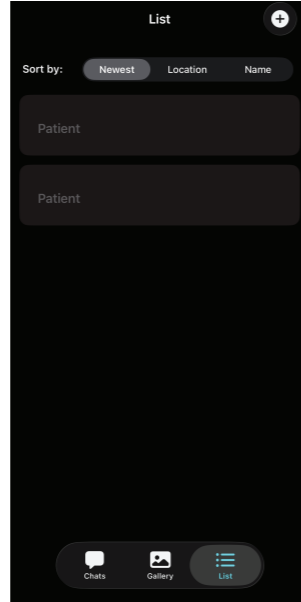 List
Sort by: Newest Location Name
Patient
Patient
Chats Gallery List